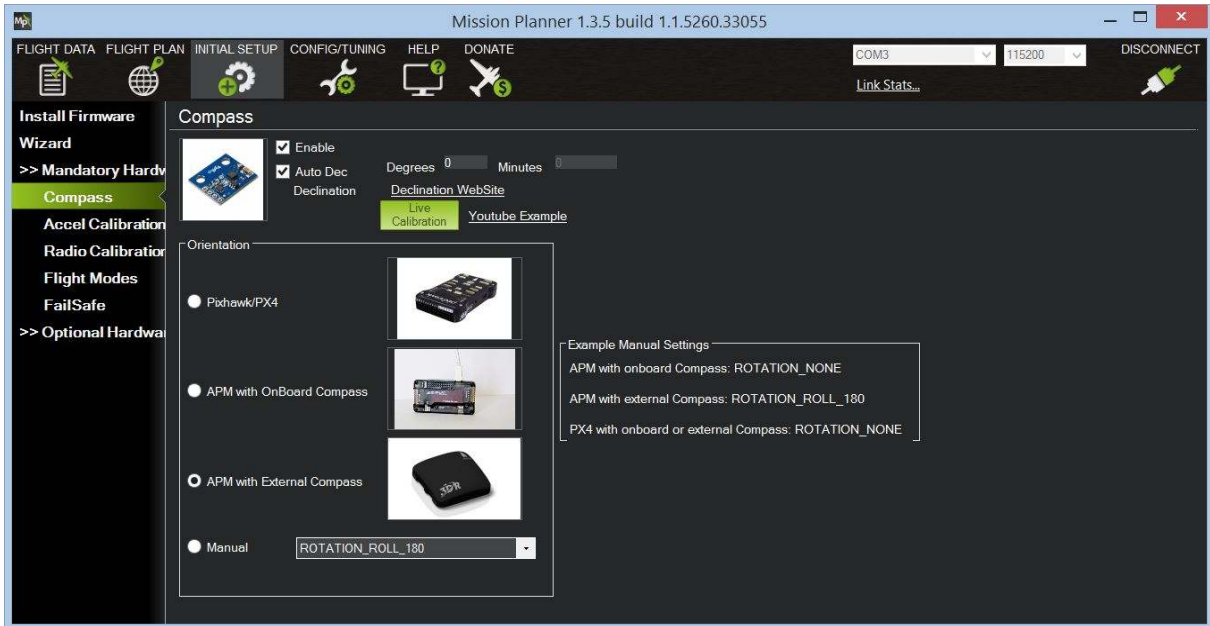 Mission Planner 1.3.5 build 1.1.5260.33055
FLIGHT DATA FLIGHT PLAN INITIAL SETUP CONFIG/TUNING HELP DONATE
COM3 115200 DISCONNECT
Link Stats...
Install Firmware
Wizard
>> Mandatory Hardw
Compass
Accel Calibration
Radio Calibration
Flight Modes
FailSafe
>> Optional Hardwa
Compass
Enable
Auto Dec Degrees 0 Minutes 0
Declination Declination WebSite
Live
Calibration Youtube Example
Orientation
Pixhawk/PX4
APM with OnBoard Compass
APM with External Compass
3DR
Manual ROTATION_ROLL_180
Example Manual Settings
APM with onboard Compass: ROTATION_NONE
APM with external Compass: ROTATION_ROLL_180
PX4 with onboard or external Compass: ROTATION_NONE